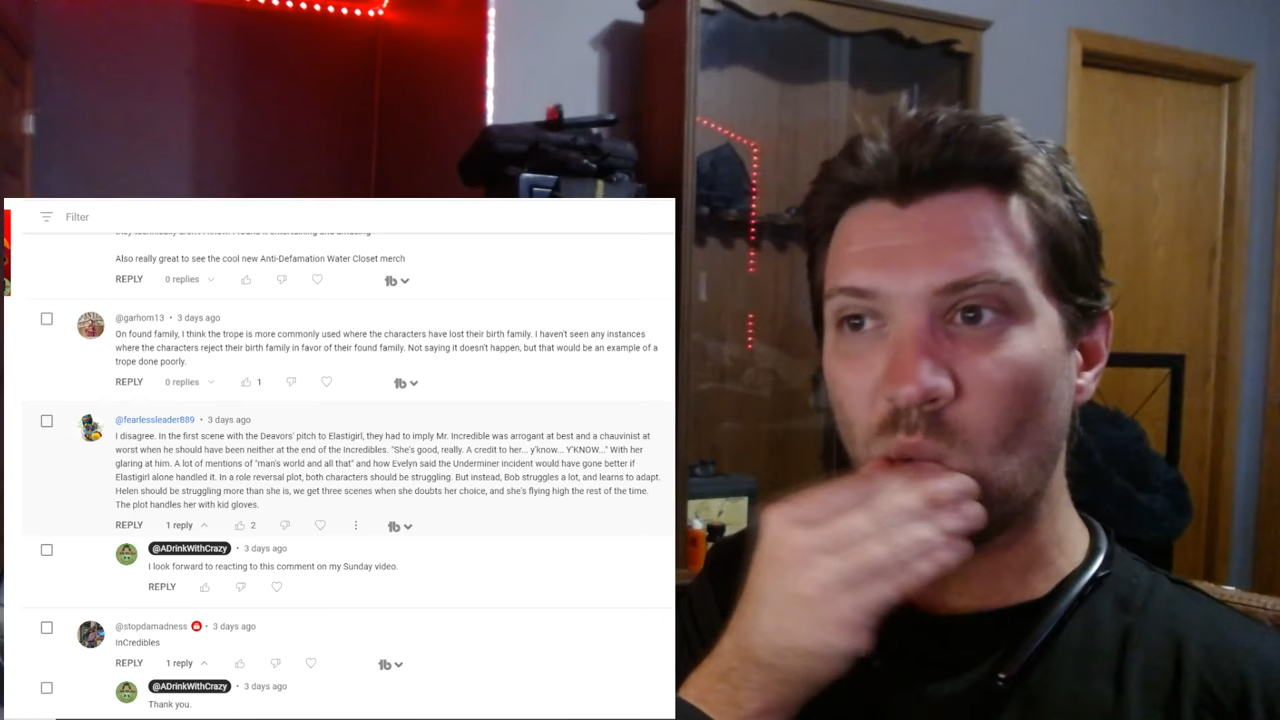 Filter
they technically aren't
Also really great to see the cool new Anti-Defamation Water Closet merch
REPLY 0 replies
@garhom13 • 3 days ago
On found family, I think the trope is more commonly used where the characters have lost their birth family. I haven't seen any instances
where the characters reject their birth family in favor of their found family. Not saying it doesn't happen, but that would be an example of a
trope done poorly.
REPLY 0 replies 1
@fearlessleader889 • 3 days ago
I disagree. In the first scene with the Deavors' pitch to Elastigirl, they had to imply Mr. Incredible was arrogant at best and a chauvinist at
worst when he should have been neither at the end of the Incredibles. "She's good, really. A credit to her... y'know... Y'KNOW..." With her
glaring at him. A lot of mentions of "man's world and all that" and how Evelyn said the Underminer incident would have gone better if
Elastigirl alone handled it. In a role reversal plot, both characters should be struggling. But instead, Bob struggles a lot, and learns to adapt.
Helen should be struggling more than she is, we get three scenes when she doubts her choice, and she's flying high the rest of the time.
The plot handles her with kid gloves.
REPLY 1 reply 2
@ADrinkWithCrazy • 3 days ago
I look forward to reacting to this comment on my Sunday video.
REPLY
@stopdamadness • 3 days ago
InCredibles
REPLY 1 reply
@ADrinkWithCrazy • 3 days ago
Thank you.